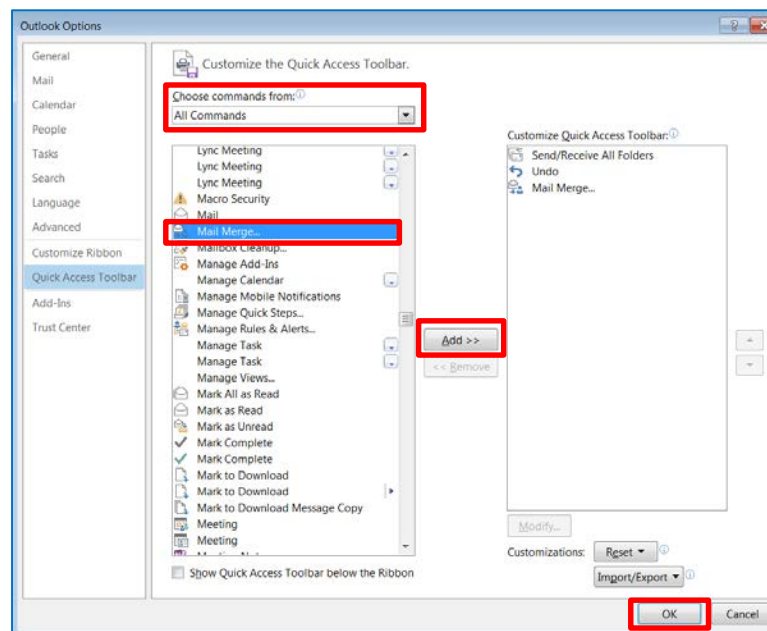 Outlook Options
General
Mail
Calendar
People
Tasks
Search
Language
Advanced
Customize Ribbon
Quick Access Toolbar
Add-Ins
Trust Center
Customize the Quick Access Toolbar.
Choose commands from:
All Commands
Lync Meeting
Lync Meeting
Lync Meeting
Macro Security
Mail
Mail Merge...
Mailbox Cleanup...
Manage Add-Ins
Manage Calendar
Manage Mobile Notifications
Manage Quick Steps...
Manage Rules & Alerts...
Manage Task
Manage Task
Manage Views...
Mark All as Read
Mark as Read
Mark as Unread
Mark Complete
Mark Complete
Mark to Download
Mark to Download
Mark to Download Message Copy
Meeting
Meeting
Show Quick Access Toolbar below the Ribbon
Add >>
<< Remove
Customize Quick Access Toolbar:
Send/Receive All Folders
Undo
Mail Merge...
Modify...
Customizations: Reset
Import/Export
OK Cancel